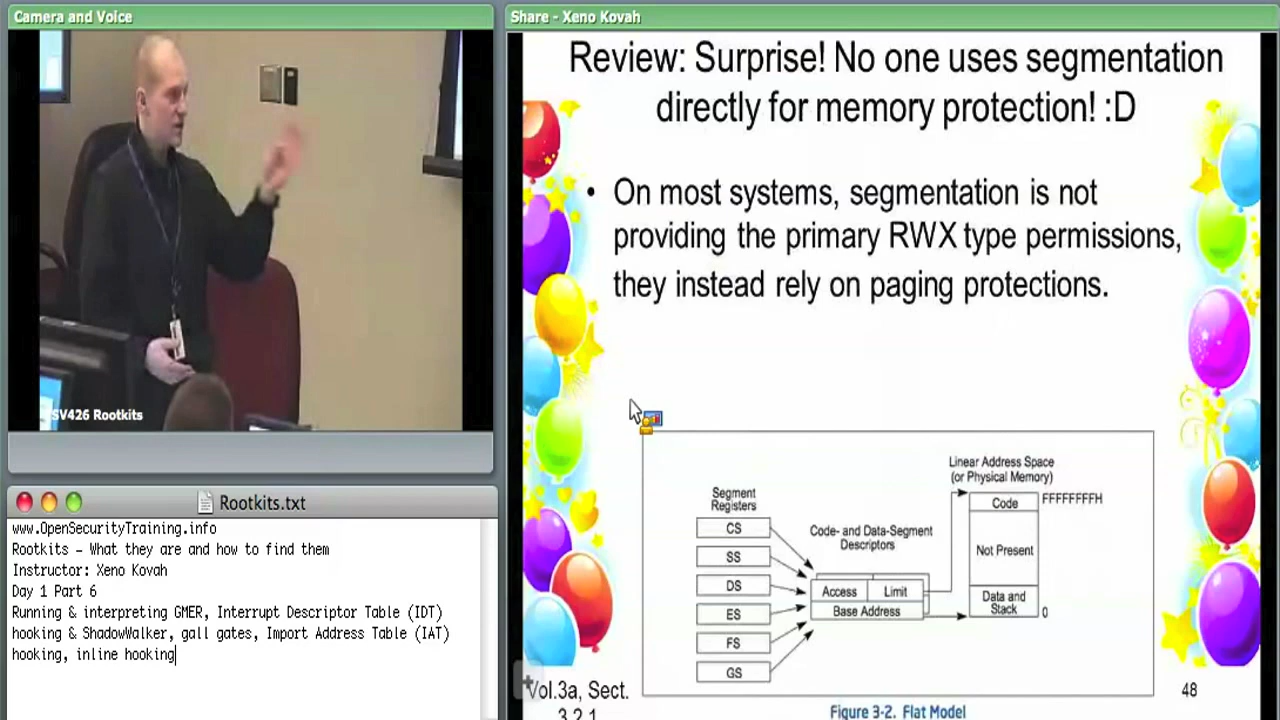 Camera and Voice
SV426 Rootkits
Rootkits.txt
www.OpenSecurityTraining.info
Rootkits - What they are and how to find them
Instructor: Xeno Kovah
Day 1 Part 6
Running & interpreting GMER, Interrupt Descriptor Table (IDT)
hooking & ShadowWalker, gall gates, Import Address Table (IAT)
hooking, inline hooking
Share - Xeno Kovah
Review: Surprise! No one uses segmentation
directly for memory protection! :D
• On most systems, segmentation is not
providing the primary RWX type permissions,
they instead rely on paging protections.
Segment
Registers
CS
SS
DS
ES
FS
GS
Code- and Data-Segment
Descriptors
Access
Limit
Base Address
Linear Address Space
(or Physical Memory)
Code
FFFFFFFFH
Not Present
Data and
Stack
0
Vol.3a, Sect.
3.2.1
48
Figure 3-2. Flat Model